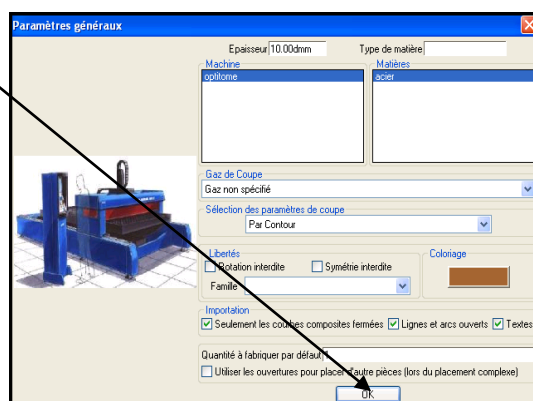 Paramètres généraux
Epaisseur 10.00dmm Type de matière
Machine Matières
optitome acier
Gaz de Coupe
Gaz non spécifié
Sélection des paramètres de coupe
Par Contour
Libertés Coloriage
Rotation interdite Symétrie interdite
Famille
Importation
Seulement les courbes composites fermées Lignes et arcs ouverts Textes
Quantité à fabriquer par défaut 1
Utiliser les ouvertures pour placer d'autre pièces (lors du placement complexe)
OK